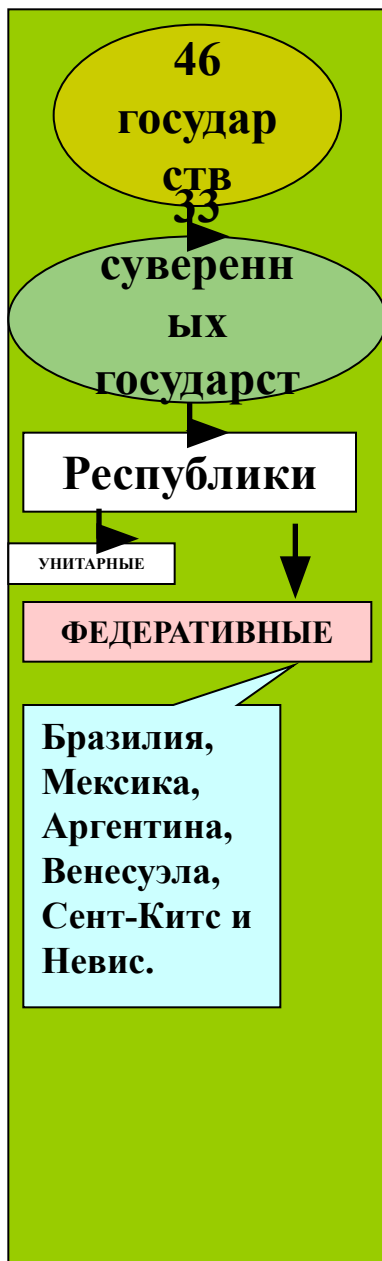 46
государ
ств
33
суверенн
ых
государст
Республики
УНИТАРНЫЕ
ФЕДЕРАТИВНЫЕ
Бразилия,
Мексика,
Аргентина,
Венесуэла,
Сент-Китс и
Невис.